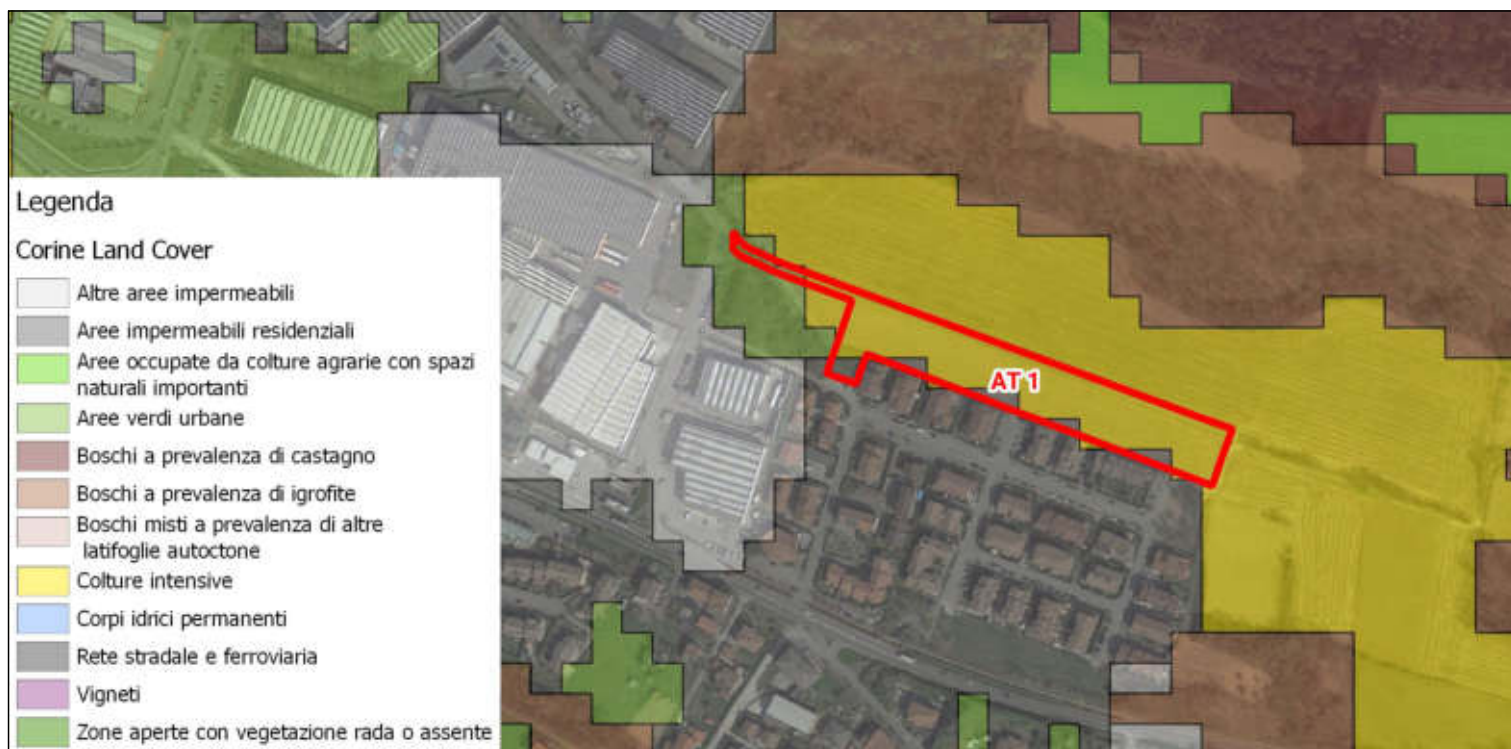 Legenda
Corine Land Cover
Altre aree impermeabili
Aree impermeabili residenziali
Aree occupate da colture agrarie con spazi
naturali importanti
Aree verdi urbane
Boschi a prevalenza di castagno
Boschi a prevalenza di igrofite
Boschi misti a prevalenza di altre
latifoglie autoctone
Colture intensive
Corpi idrici permanenti
Rete stradale e ferroviaria
Vigneti
Zone aperte con vegetazione rada o assente
AT 1